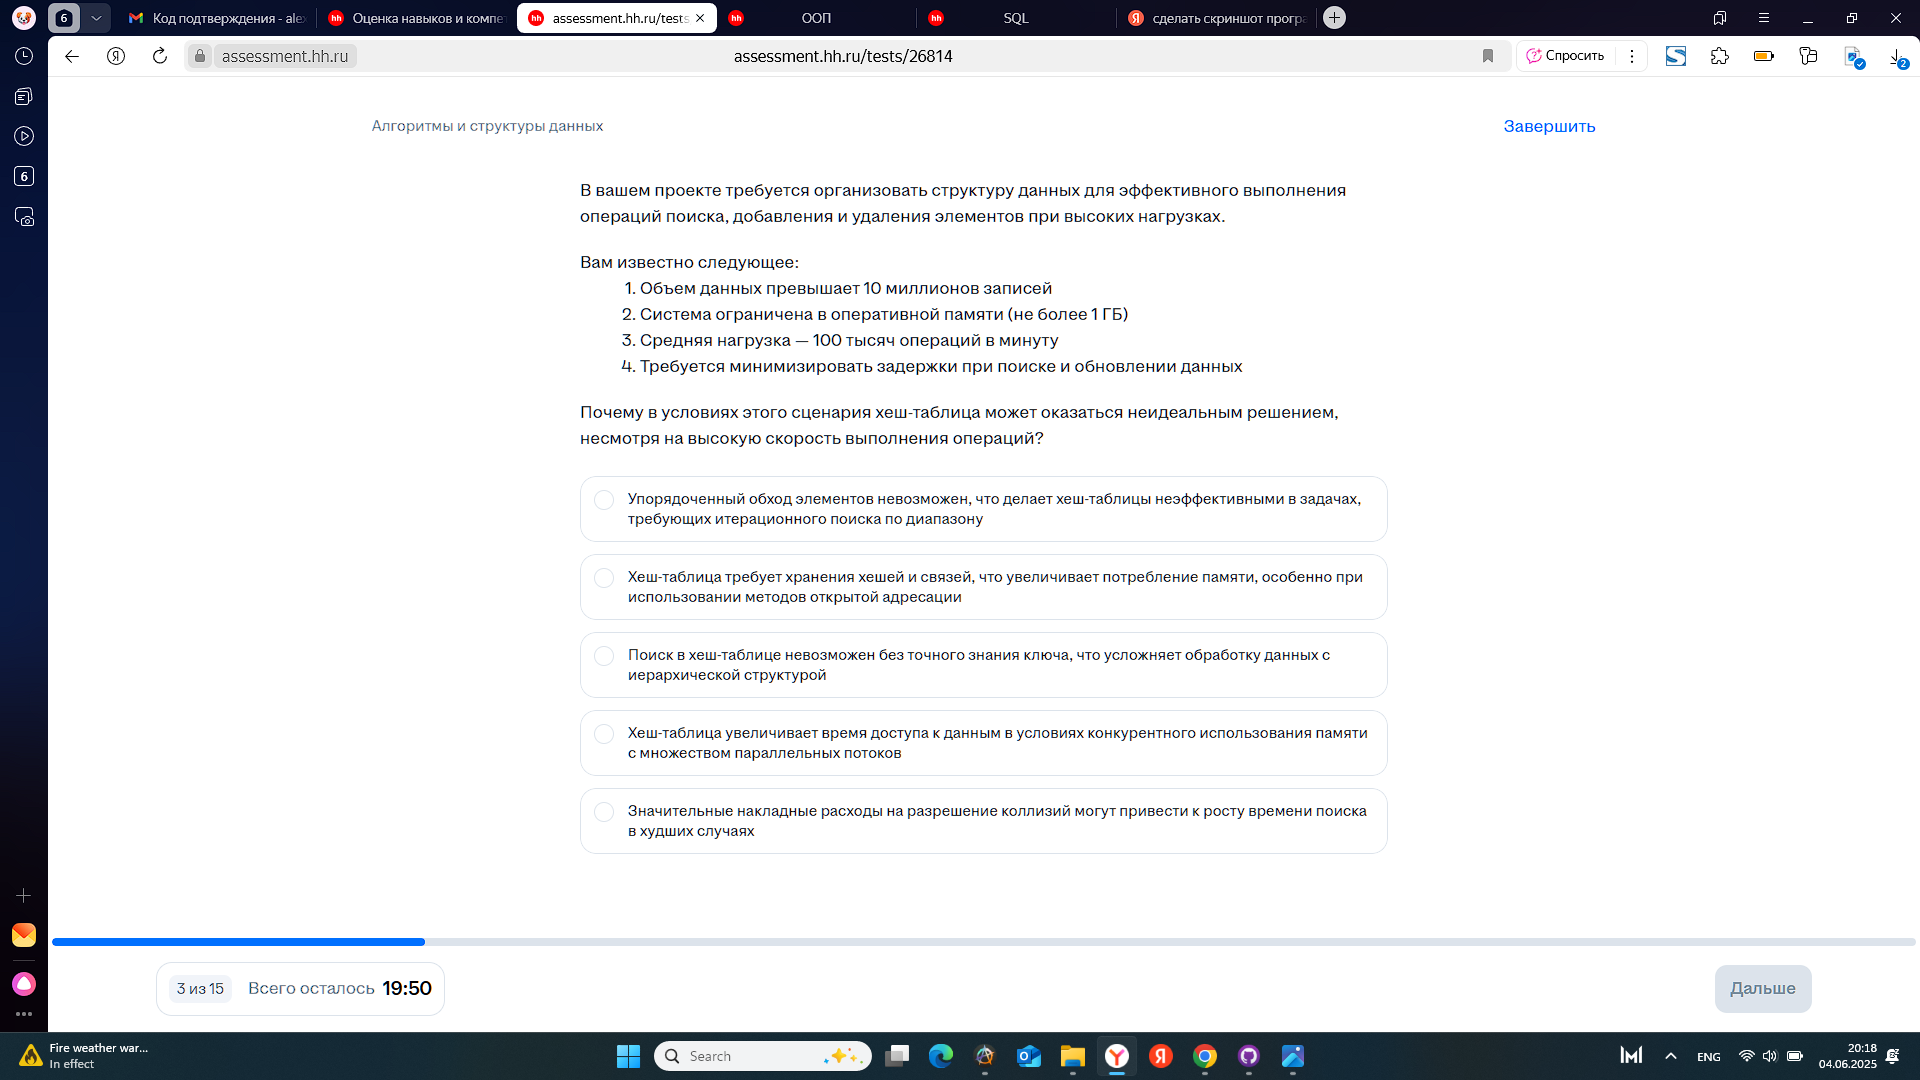 6
Код подтверждения - ale
Оценка навыков и компе
assessment.hh.ru/tests
ООП
SQL
сделать скриншот програ
assessment.hh.ru
assessment.hh.ru/tests/26814
Спросить
2
6
Алгоритмы и структуры данных
Завершить
В вашем проекте требуется организовать структуру данных для эффективного выполнения
операций поиска, добавления и удаления элементов при высоких нагрузках.
Вам известно следующее:
1. Объем данных превышает 10 миллионов записей
2. Система ограничена в оперативной памяти (не более 1 ГБ)
3. Средняя нагрузка — 100 тысяч операций в минуту
4. Требуется минимизировать задержки при поиске и обновлении данных
Почему в условиях этого сценария хеш-таблица может оказаться неидеальным решением,
несмотря на высокую скорость выполнения операций?
Упорядоченный обход элементов невозможен, что делает хеш-таблицы неэффективными в задачах,
требующих итерационного поиска по диапазону
Хеш-таблица требует хранения хешей и связей, что увеличивает потребление памяти, особенно при
использовании методов открытой адресации
Поиск в хеш-таблице невозможен без точного знания ключа, что усложняет обработку данных с
иерархической структурой
Хеш-таблица увеличивает время доступа к данным в условиях конкурентного использования памяти
с множеством параллельных потоков
Значительные накладные расходы на разрешение коллизий могут привести к росту времени поиска
в худших случаях
3 из 15
Всего осталось 19:50
Дальше
Fire weather war...
In effect
Search
ENG
20:18
04.06.2025